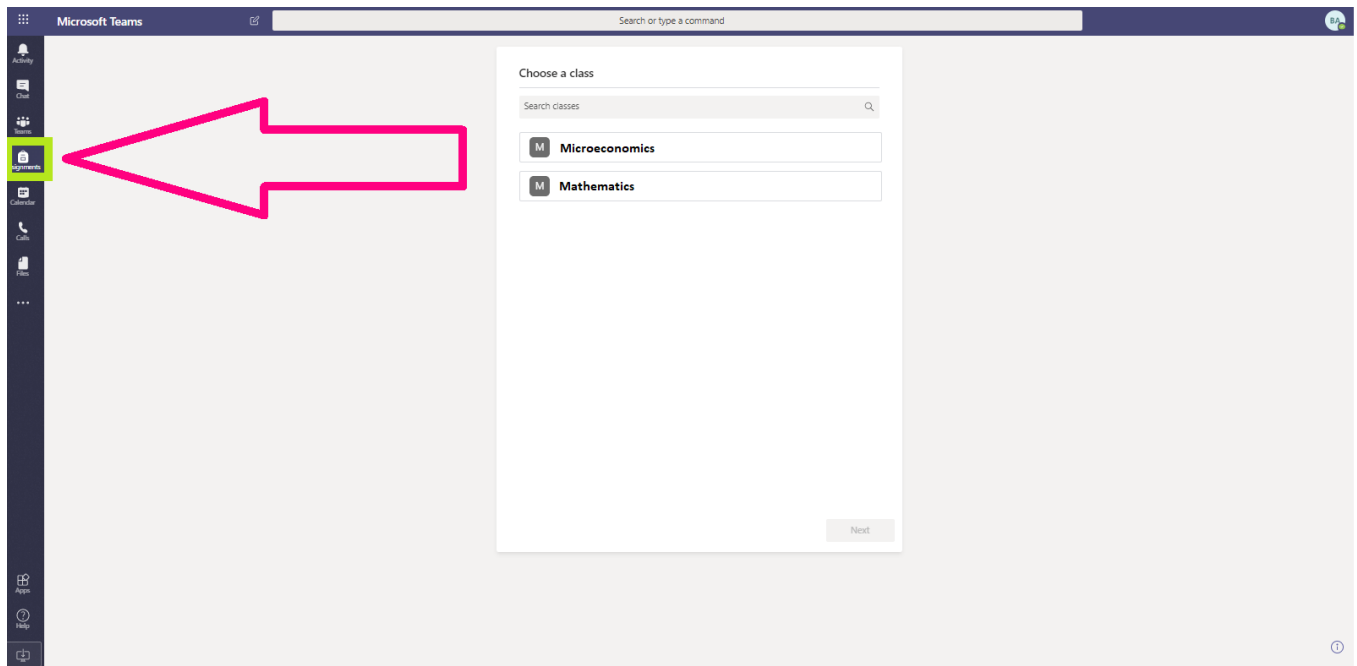 Microsoft Teams
Search or type a command
BA
Activity
Chat
Teams
signments
Calendar
Calls
Files
Apps
Help
Choose a class
Search classes
M Microeconomics
M Mathematics
Next